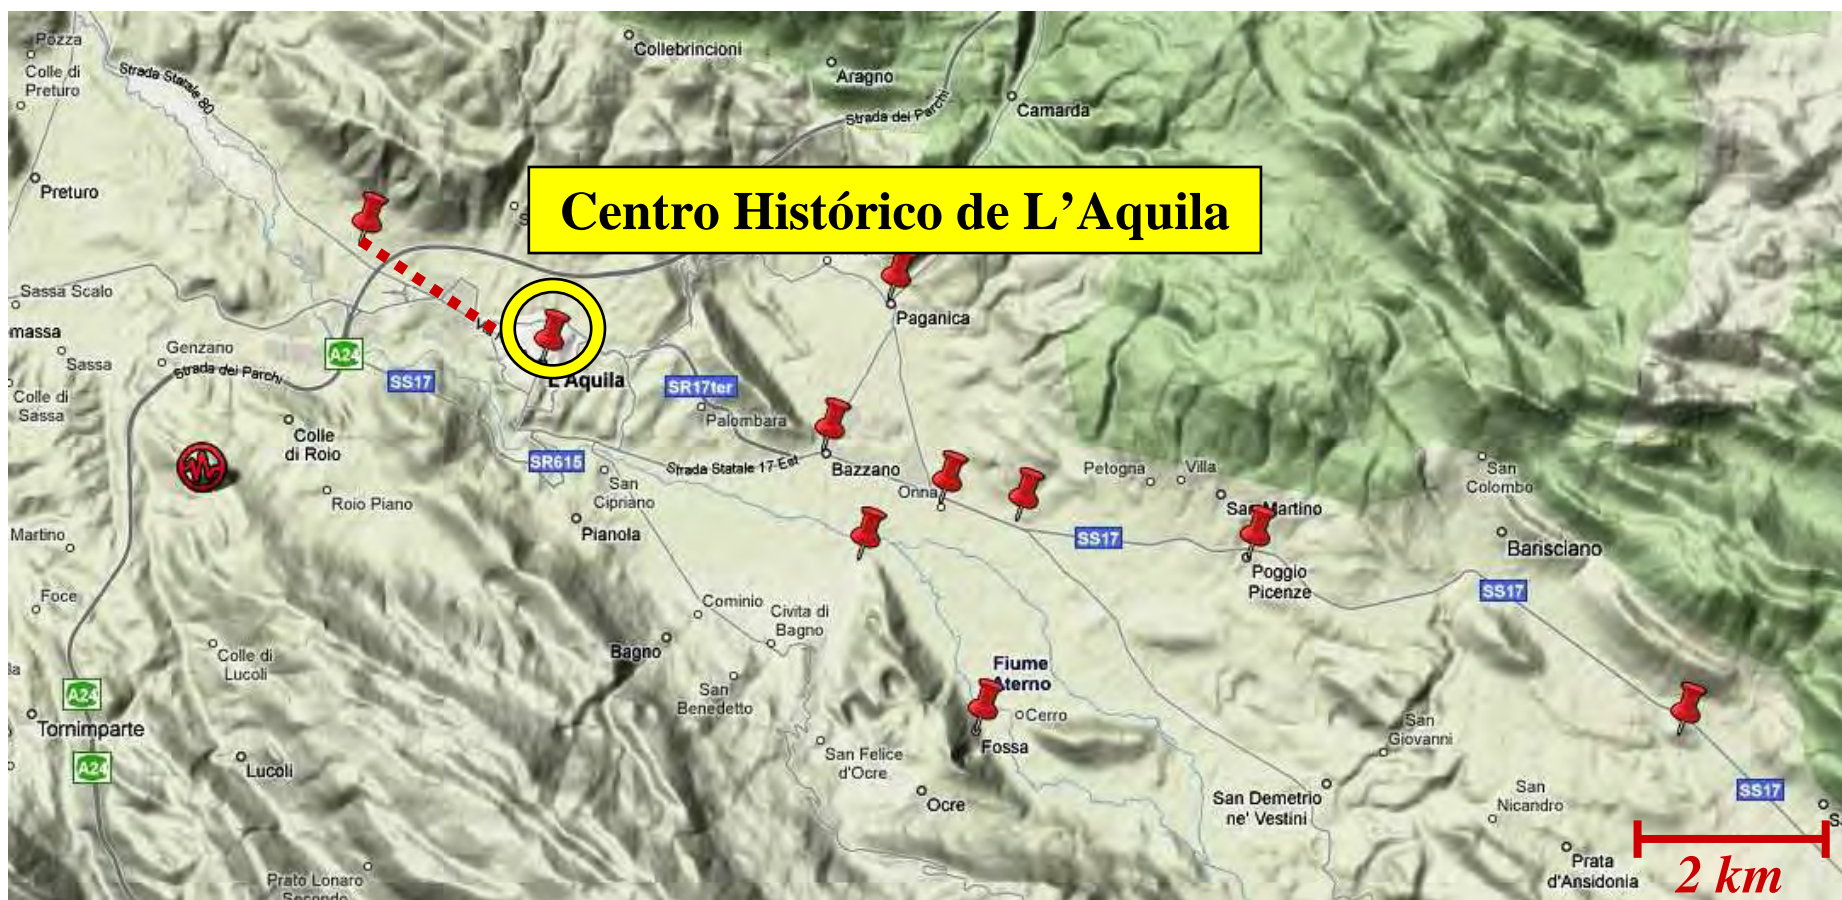 Pozza
Colle di
Preturo
Strada Statale 80
Collebrincioni
Aragno
Strada dei Parchi
Camarda
Preturo
Centro Histórico de L’Aquila
Sassa Scalo
massa
Sassa
Genzano
Strada dei Parchi
A24
SS17
L'Aquila
SR17ter
Palombara
Paganica
Colle di
Sassa
Colle
di Roio
Roio Piano
SR615
San
Cipriano
Pianola
Strada Statale 17 Est
Bazzano
Onna
Petogna
Villa
San Martino
San
Colombo
SS17
Barisciano
Poggio
Picenze
SS17
Martino
Foce
Colle di
Lucoli
Cominio
Civita di
Bagno
Bagno
San
Benedetto
Fiume
Aterno
Cerro
Fossa
A24
Tornimparte
A24
Lucoli
San Felice
d'Ocre
Ocre
San
Giovanni
San Demetrio
ne' Vestini
San
Nicandro
SS17
Prata
d'Ansidonia
Prato Lonaro
2 km